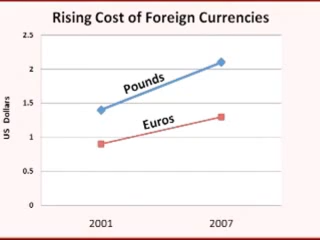 Rising Cost of Foreign Currencies
2.5
2
1.5
1
0.5
0
US Dollars
Pounds
Euros
2001
2007